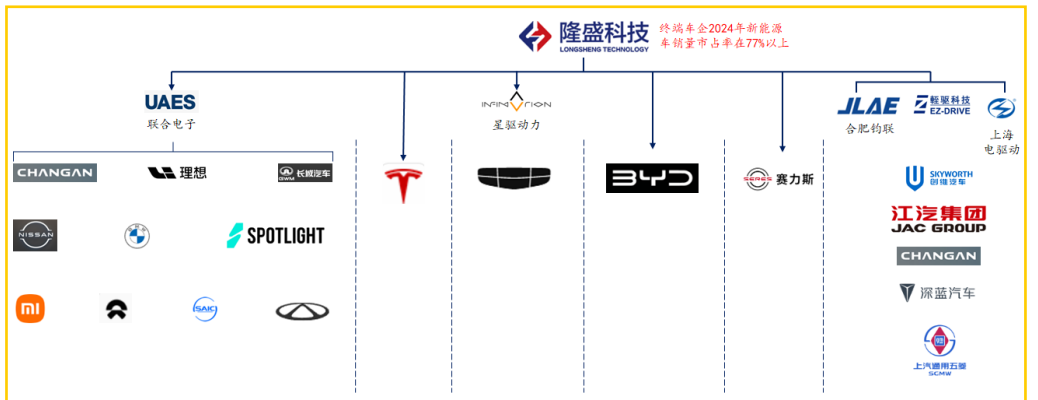 隆盛科技
LONGSHENG TECHNOLOGY
终端车企2024年新能源
车销量市占率在77%以上
UAES
联合电子
INFIMOTION
星驱动力
JLAE
合肥钧联
蛭驱科技
EZ-DRIVE
上海
电驱动
CHANGAN
理想
GWM 长城汽车
BYD
SERES 赛力斯
SKYWORTH
创维汽车
NISSAN
SPOTLIGHT
江汽集团
JAC GROUP
CHANGAN
深蓝汽车
mi
SAIC
上汽通用五菱
SGMW